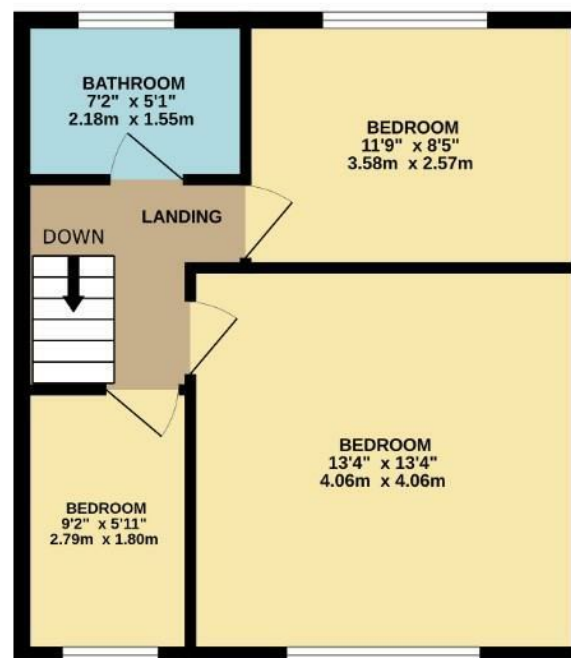 BATHROOM
7'2" x 5'1"
2.18m x 1.55m
BEDROOM
11'9" x 8'5"
3.58m x 2.57m
LANDING
DOWN
BEDROOM
13'4" x 13'4"
4.06m x 4.06m
BEDROOM
9'2" x 5'11"
2.79m x 1.80m